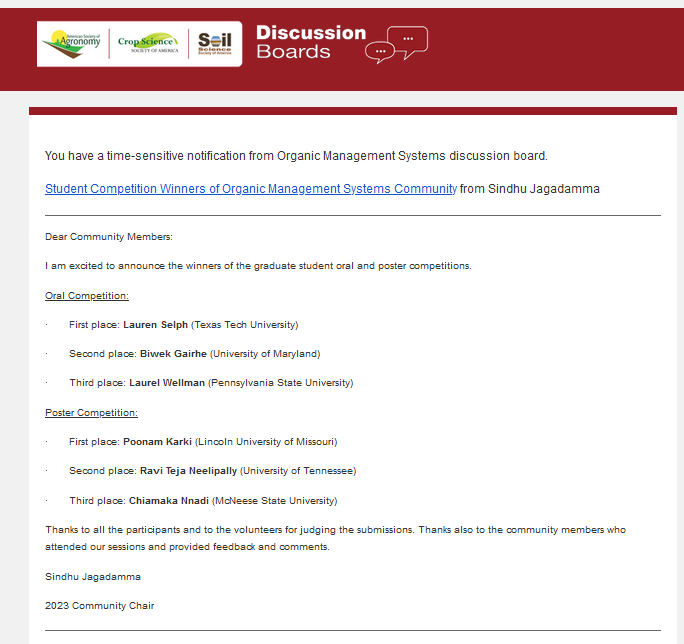 American Society of
Agronomy
Crop Science
SOCIETY OF AMERICA
Soil
Science
Society of America
Discussion
Boards
You have a time-sensitive notification from Organic Management Systems discussion board.
Student Competition Winners of Organic Management Systems Community from Sindhu Jagadamma
Dear Community Members:
I am excited to announce the winners of the graduate student oral and poster competitions.
Oral Competition:
· First place: Lauren Selph (Texas Tech University)
· Second place: Biwek Gairhe (University of Maryland)
· Third place: Laurel Wellman (Pennsylvania State University)
Poster Competition:
· First place: Poonam Karki (Lincoln University of Missouri)
· Second place: Ravi Teja Neelipally (University of Tennessee)
· Third place: Chiamaka Nnadi (McNeese State University)
Thanks to all the participants and to the volunteers for judging the submissions. Thanks also to the community members who
attended our sessions and provided feedback and comments.
Sindhu Jagadamma
2023 Community Chair